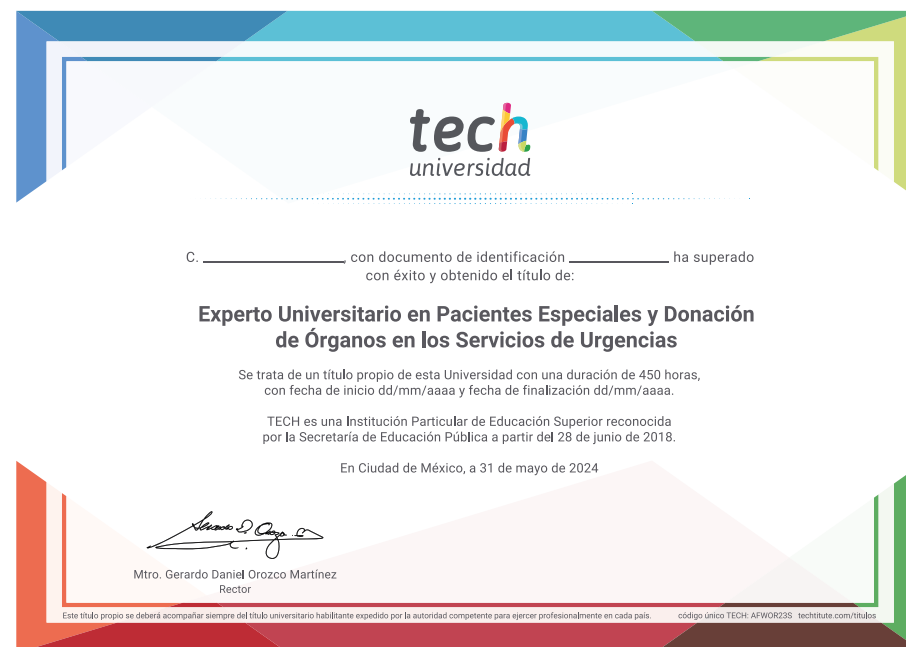 tech
universidad
C. ____________, con documento de identificación ____________ ha superado
con éxito y obtenido el título de:
Experto Universitario en Pacientes Especiales y Donación
de Órganos en los Servicios de Urgencias
Se trata de un título propio de esta Universidad con una duración de 450 horas,
con fecha de inicio dd/mm/aaaa y fecha de finalización dd/mm/aaaa.
TECH es una Institución Particular de Educación Superior reconocida
por la Secretaría de Educación Pública a partir del 28 de junio de 2018.
En Ciudad de México, a 31 de mayo de 2024
Mtro. Gerardo Daniel Orozco Martínez
Rector
Este título propio se deberá acompañar siempre del título universitario habilitante expedido por la autoridad competente para ejercer profesionalmente en cada país. código único TECH: AFWOR23S techtitute.com/titulos